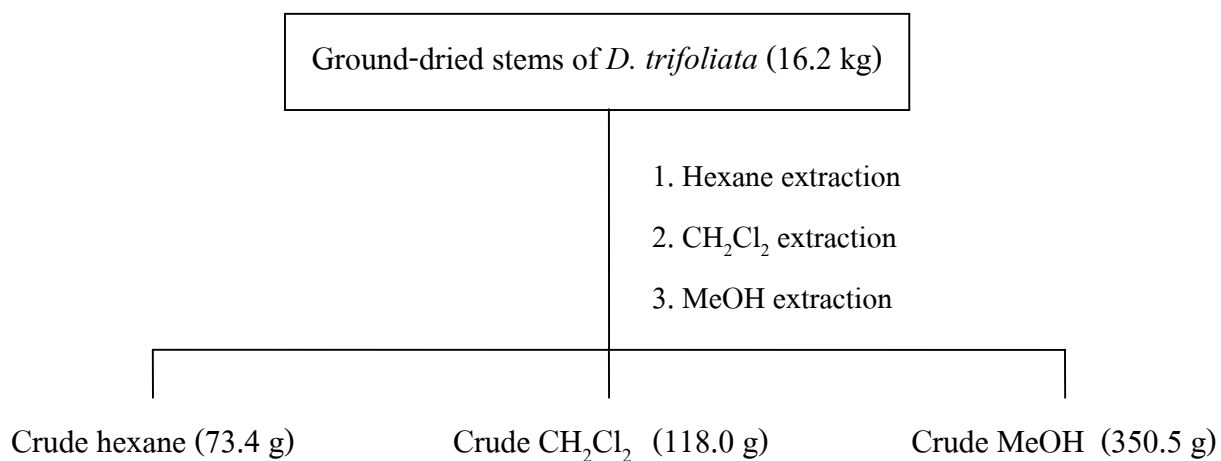 Ground-dried stems of D. trifoliata (16.2 kg)
1. Hexane extraction
2. CH₂Cl₂ extraction
3. MeOH extraction
Crude hexane (73.4 g) Crude CH₂Cl₂ (118.0 g) Crude MeOH (350.5 g)